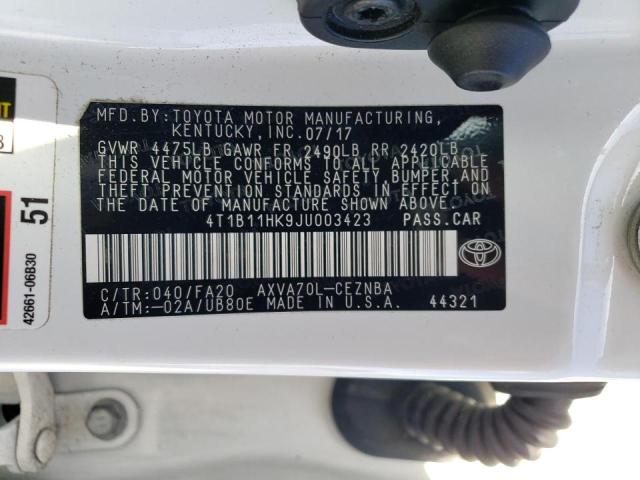 MFD.BY: TOYOTA MOTOR MANUFACTURING,
KENTUCKY, INC. 07/17
GVWR 4475LB GAWR FR 2490LB RR 2420LB
THIS VEHICLE CONFORMS TO ALL APPLICABLE
FEDERAL MOTOR VEHICLE SAFETY, BUMPER AND
THEFT PREVENTION STANDARDS IN EFFECT ON
THE DATE OF MANUFACTURE SHOWN ABOVE.
4T1B11HK9JU003423 PASS.CAR
C/TR: 040/FA20 AXVA70L-CEZNBA
A/TM:-02A/UB80E MADE IN U.S.A. 44321
51
42661-06B30